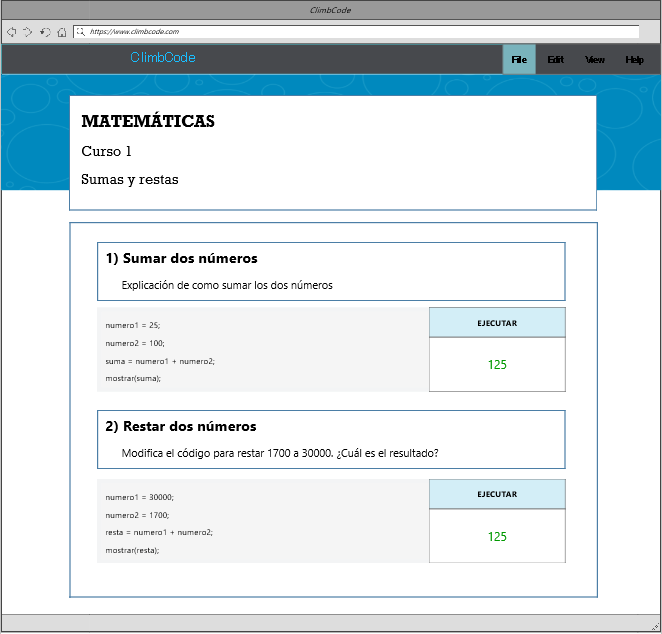 ClimbCode
https://www.climbcode.com
ClimbCode
File Edit View Help
MATEMÁTICAS
Curso 1
Sumas y restas
1) Sumar dos números
Explicación de como sumar los dos números
numero1 = 25;
numero2 = 100;
suma = numero1 + numero2;
mostrar(suma);
EJECUTAR
125
2) Restar dos números
Modifica el código para restar 1700 a 30000. ¿Cuál es el resultado?
numero1 = 30000;
numero2 = 1700;
resta = numero1 + numero2;
mostrar(resta);
EJECUTAR
125